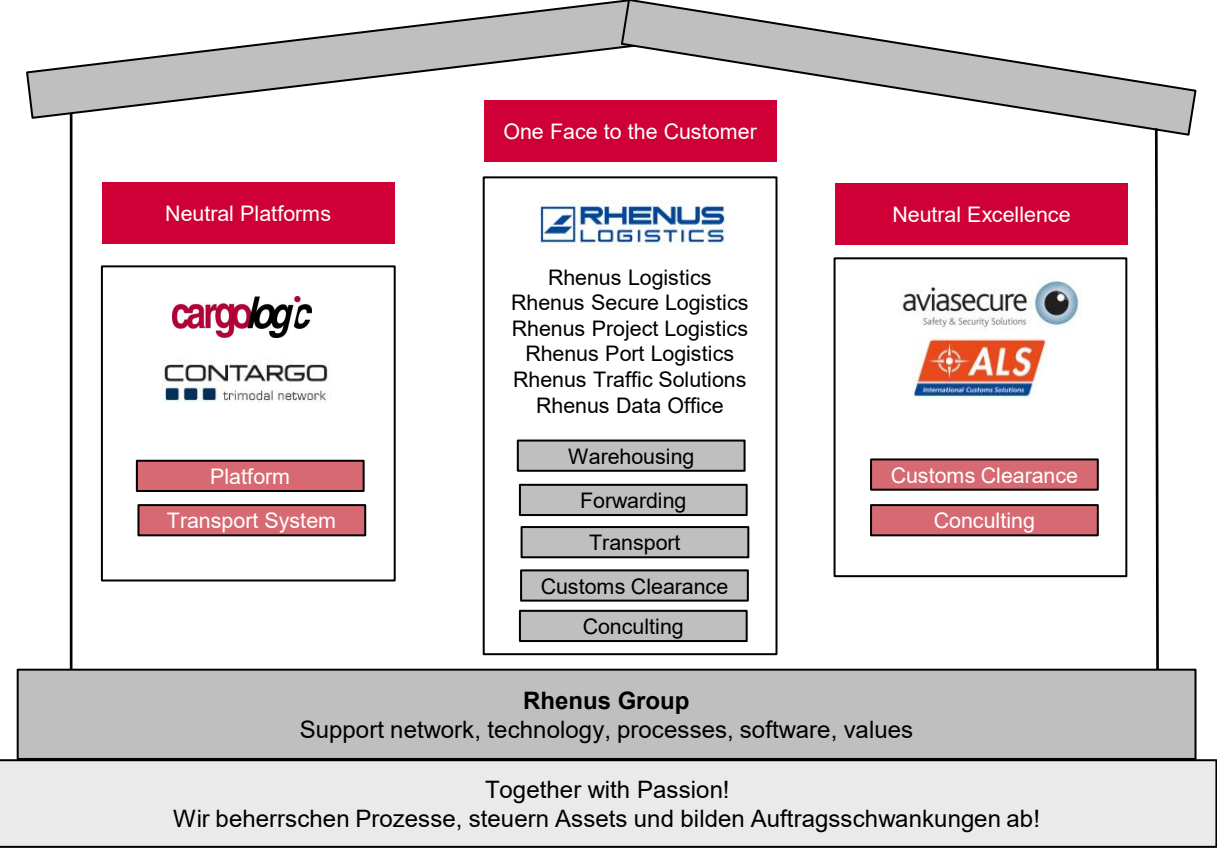 One Face to the Customer
Neutral Platforms
cargologic
CONTARGO
trimodal network
Platform
Transport System
RHENUS
LOGISTICS
Rhenus Logistics
Rhenus Secure Logistics
Rhenus Project Logistics
Rhenus Port Logistics
Rhenus Traffic Solutions
Rhenus Data Office
Warehousing
Forwarding
Transport
Customs Clearance
Conculting
Neutral Excellence
aviasecure
Safety & Security Solutions
ALS
International Customs Solutions
Customs Clearance
Conculting
Rhenus Group
Support network, technology, processes, software, values
Together with Passion!
Wir beherrschen Prozesse, steuern Assets und bilden Auftragsschwankungen ab!